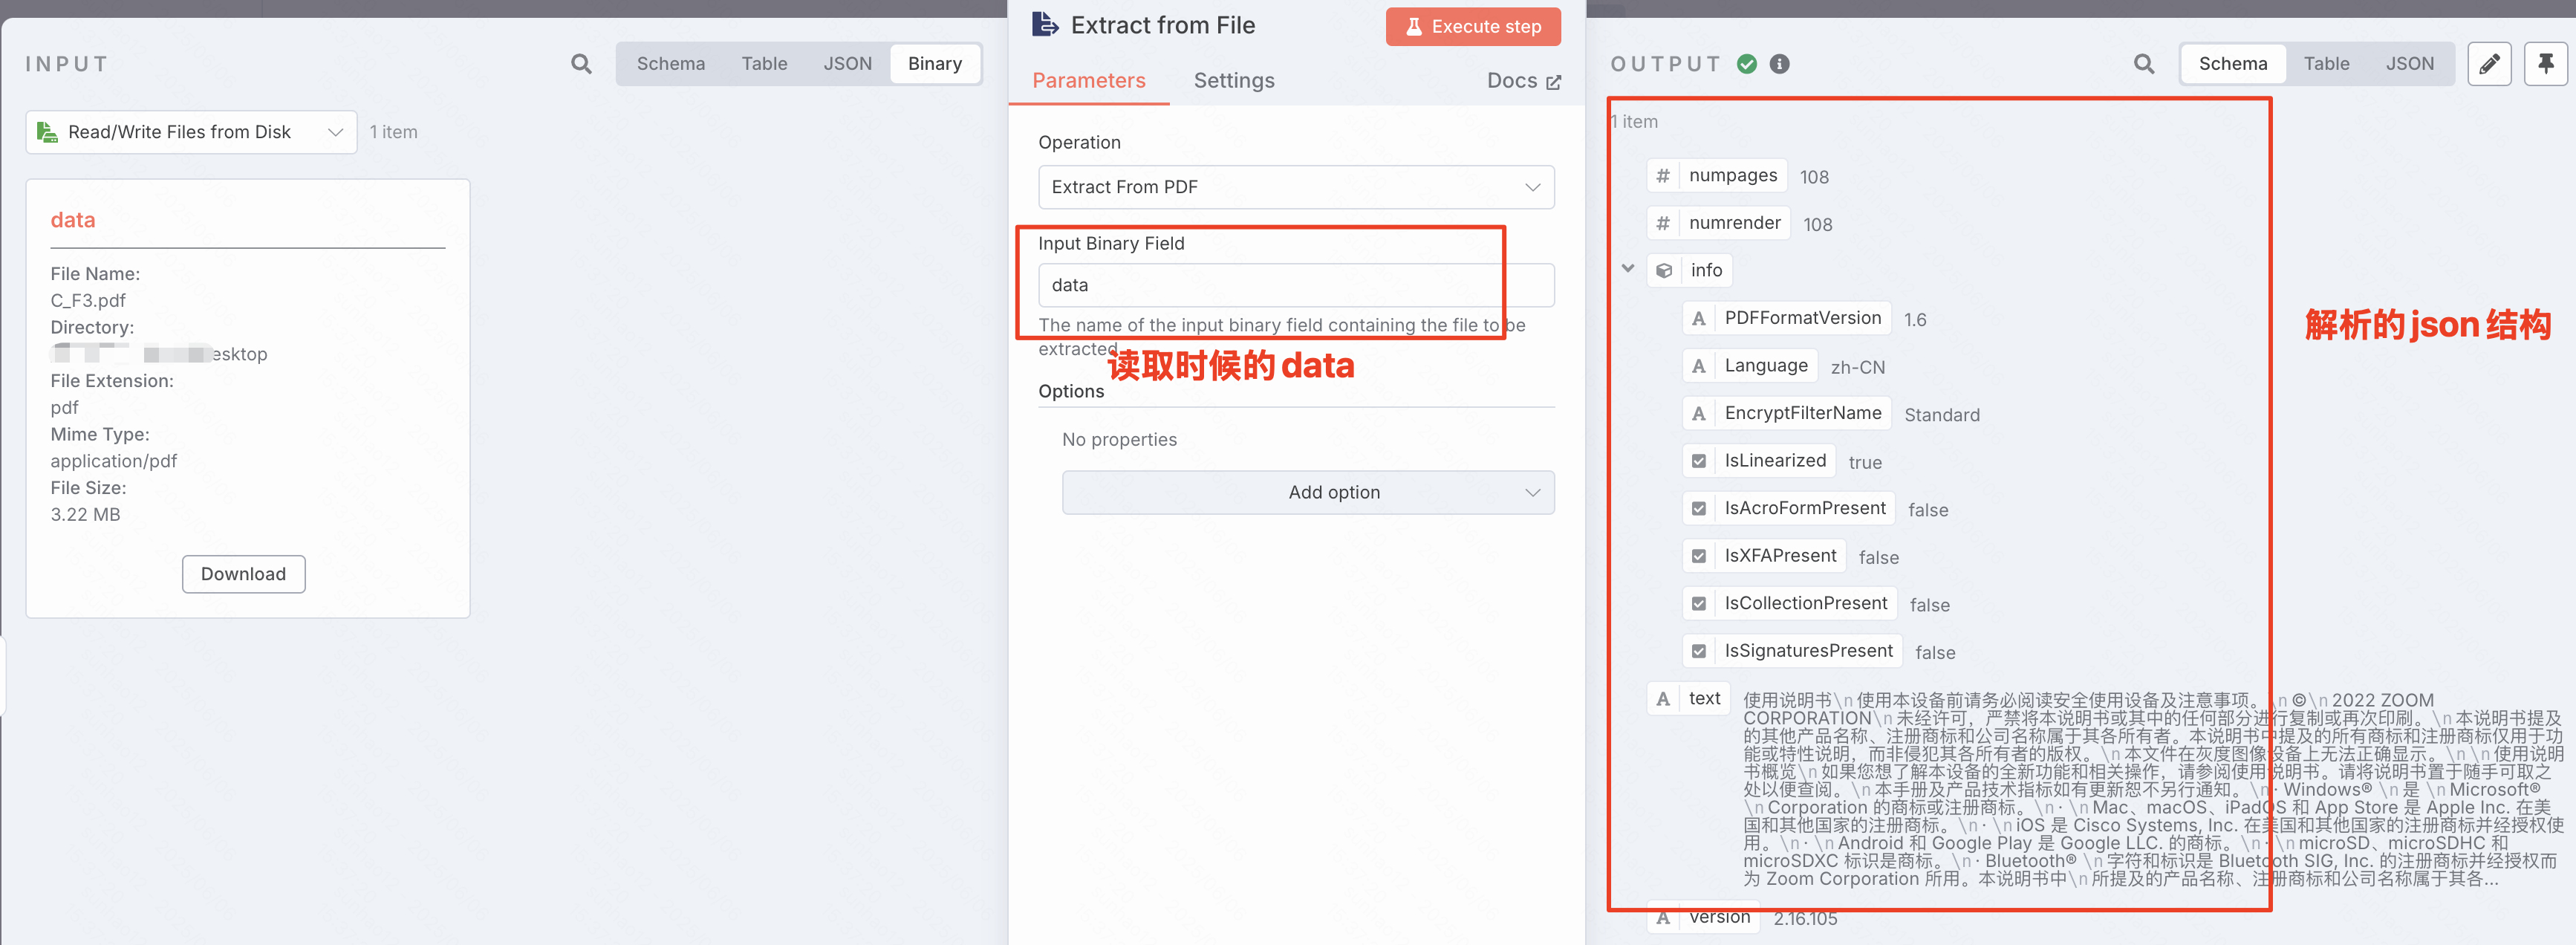 INPUT
Schema
Table
JSON
Binary
Read/Write Files from Disk
1 item
data
File Name:
C_F3.pdf
Directory:
esktop
File Extension:
pdf
Mime Type:
application/pdf
File Size:
3.22 MB
Download
Extract from File
Execute step
Parameters
Settings
Docs
Operation
Extract From PDF
Input Binary Field
data
The name of the input binary field containing the file to be
extracted
读取时候的data
Options
No properties
Add option
OUTPUT
Schema
Table
JSON
1 item
# numpages 108
# numrender 108
info
A PDFFormatVersion 1.6
A Language zh-CN
A EncryptFilterName Standard
IsLinearized true
IsAcroFormPresent false
IsXFAPresent false
IsCollectionPresent false
IsSignaturesPresent false
解析的json结构
A text 使用说明书\n使用本设备前请务必阅读安全使用设备及注意事项。\n©\n2022 ZOOM
CORPORATION\n未经许可，严禁将本说明书或其中的任何部分进行复制或再次印刷。\n本说明书提及
的其他产品名称、注册商标和公司名称属于其各所有者。本说明书中提及的所有商标和注册商标仅用于功
能或特性说明，而非侵犯其各所有者的版权。\n本文件在灰度图像设备上无法正确显示。\n\n使用说明
书概览\n如果您想了解本设备的全新功能和相关操作，请参阅使用说明书。请将说明书置于随手可取之
处以便查阅。\n本手册及产品技术指标如有更新恕不另行通知。\n· Windows® \n是 \nMicrosoft®
\nCorporation 的商标或注册商标。\n· \nMac、macOS、iPadOS 和 App Store 是 Apple Inc. 在美
国和其他国家的注册商标。\n· \niOS 是 Cisco Systems, Inc. 在美国和其他国家的注册商标并经授权使
用。\n· \nAndroid 和 Google Play 是 Google LLC. 的商标。\n· \nmicroSD、microSDHC 和
microSDXC 标识是商标。\n· Bluetooth® \n字符和标识是 Bluetooth SIG, Inc. 的注册商标并经授权而
为 Zoom Corporation 所用。本说明书中\n所提及的产品名称、注册商标和公司名称属于其各...
A version 2.16.105